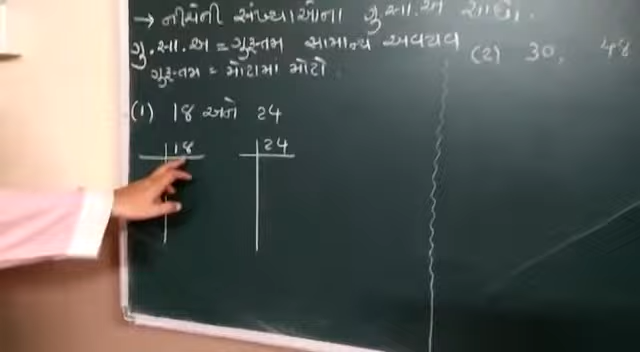 → નીચેની સંખ્યાઓના ગુ.સા.અ શોધો.
ગુ.સા.અ = ગુરુત્તમ સામાન્ય અવયવ
ગુરુત્તમ = મોટામાં મોટો
(1) 18 અને 24
18 24
(2) 30, 48